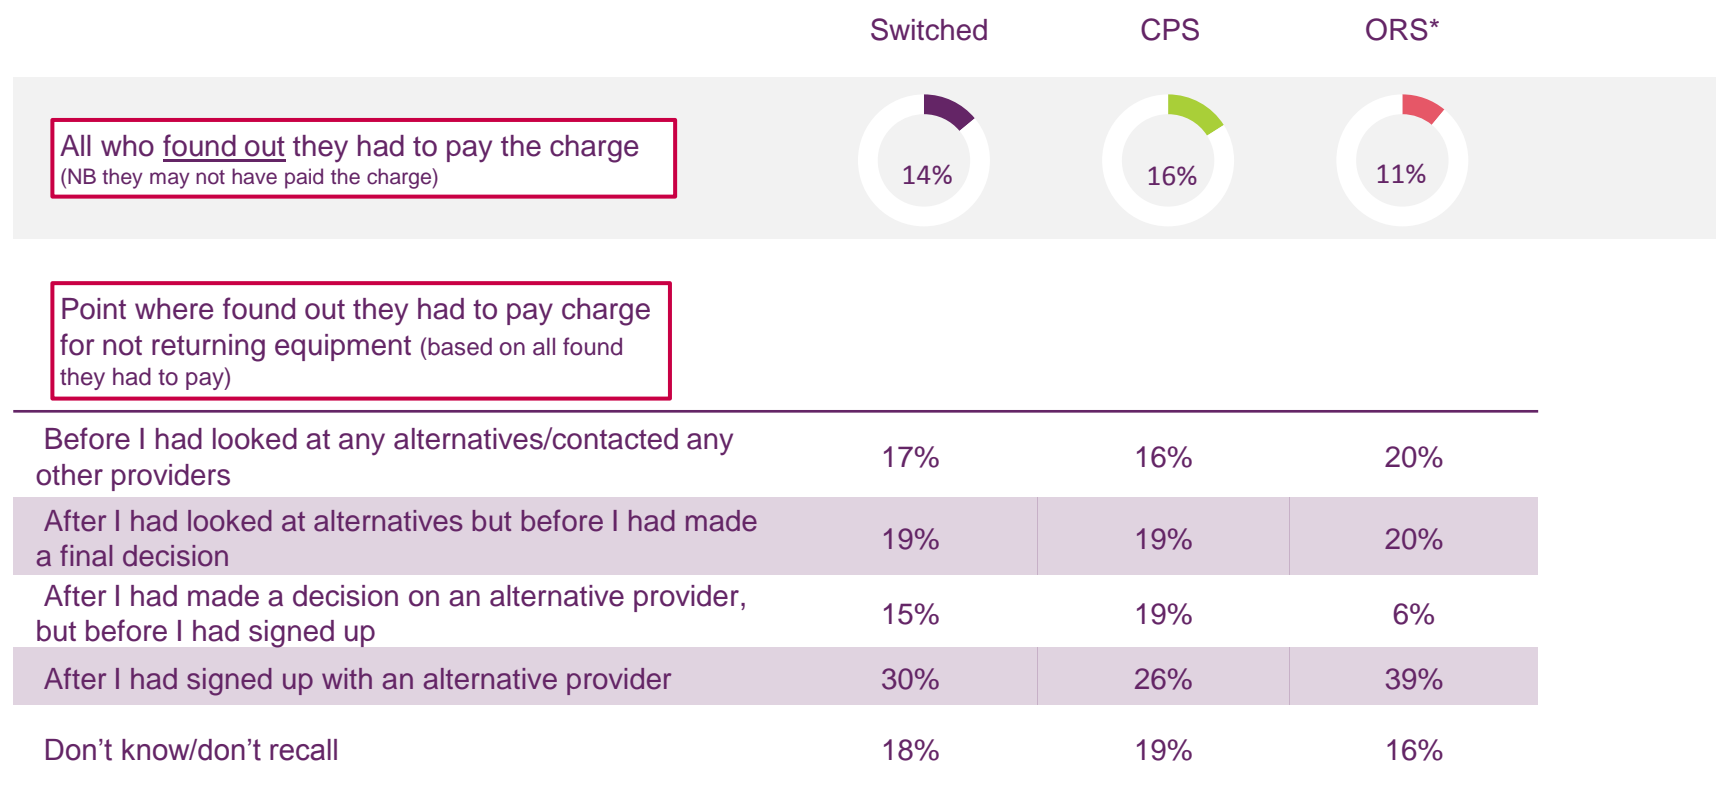 Switched CPS ORS*
All who found out they had to pay the charge
(NB they may not have paid the charge)
14% 16% 11%
Point where found out they had to pay charge
for not returning equipment (based on all found
they had to pay)
Before I had looked at any alternatives/contacted any
other providers
17% 16% 20%
After I had looked at alternatives but before I had made
a final decision
19% 19% 20%
After I had made a decision on an alternative provider,
but before I had signed up
15% 19% 6%
After I had signed up with an alternative provider 30% 26% 39%
Don’t know/don’t recall 18% 19% 16%